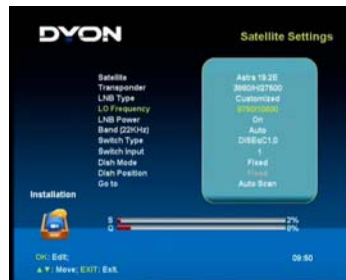 DYON
Satellite Settings
Satellite Astra 19.2E
Transponder
LNB Type Customized
LO Frequency
LNB Power On
Band (22KHz) Auto
Switch Type DISEqC1.0
Switch Input 1
Dish Mode Fixed
Dish Position Fixed
Go to Auto Scan
Installation
S 2%
Q 0%
OK: Edit;
▲▼: Move; EXIT: Exit.
09:50